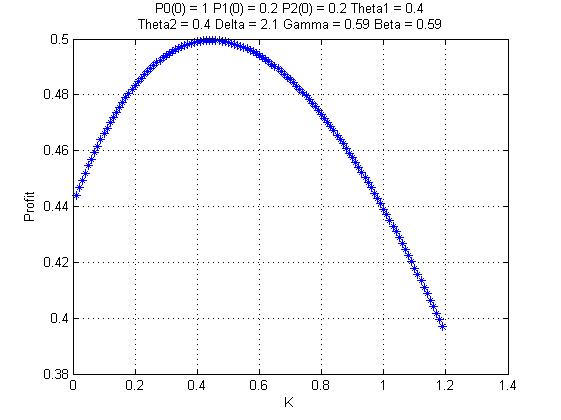 P0(0) = 1 P1(0) = 0.2 P2(0) = 0.2 Theta1 = 0.4
Theta2 = 0.4 Delta = 2.1 Gamma = 0.59 Beta = 0.59
0.5
0.48
0.46
0.44
0.42
0.4
0.38
Profit
0 0.2 0.4 0.6 0.8 1 1.2 1.4
K